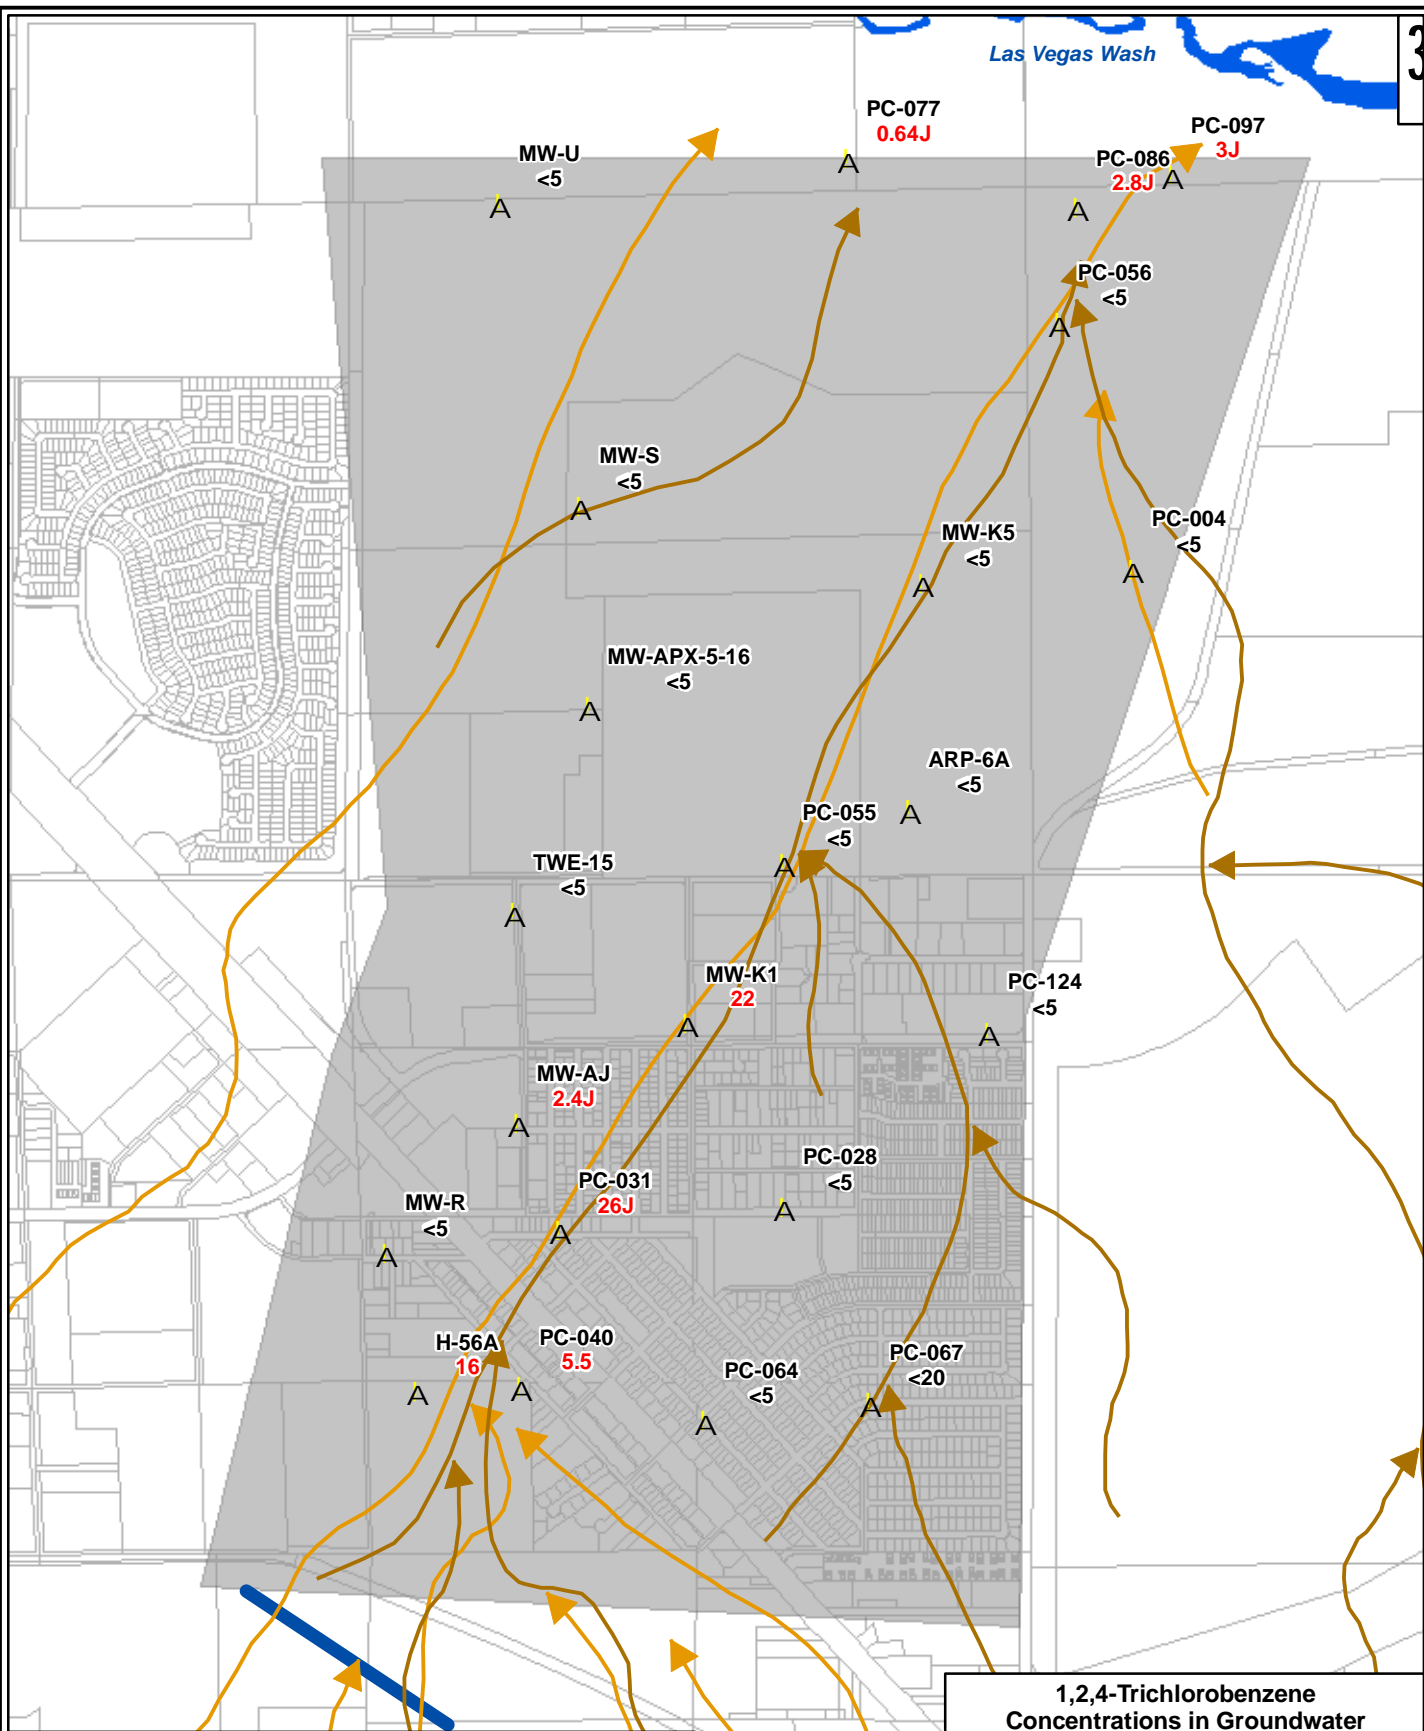 Las Vegas Wash
3
PC-077
0.64J
PC-097
3J
PC-086
2.8J
MW-U
<5
A
A
A
A
PC-056
<5
A
MW-S
<5
A
PC-004
<5
MW-K5
<5
A
A
MW-APX-5-16
<5
A
ARP-6A
<5
A
PC-055
<5
A
TWE-15
<5
A
MW-K1
22
A
PC-124
<5
A
MW-AJ
2.4J
A
PC-028
<5
A
PC-031
26J
A
MW-R
<5
A
H-56A
16
A
PC-040
5.5
A
PC-064
<5
A
PC-067
<20
A
1,2,4-Trichlorobenzene
Concentrations in Groundwater